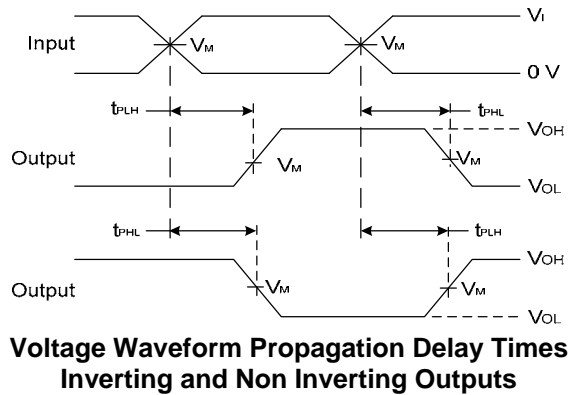 VI
Input VM VM
0 V
tPLH tPHL
VOH
Output VM VM
VOL
tPHL tPLH
VOH
Output VM VM
VOL
Voltage Waveform Propagation Delay Times
Inverting and Non Inverting Outputs